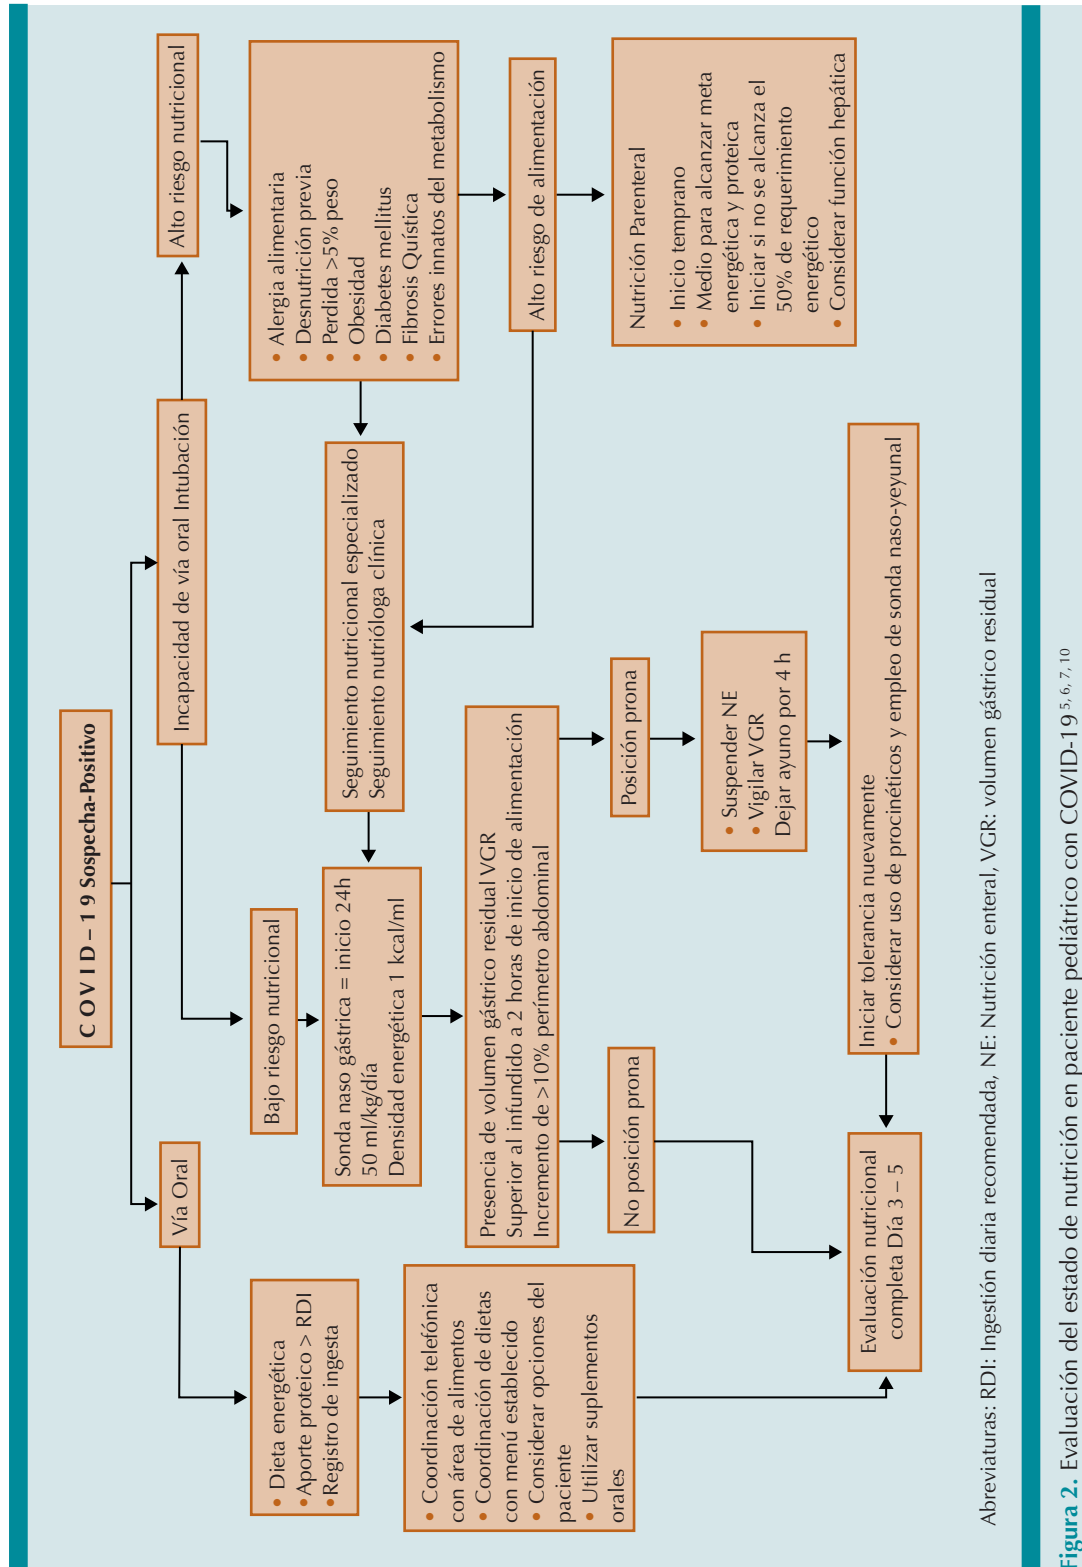 COVID–19 Sospecha-Positivo
Vía Oral
Incapacidad de vía oral Intubación
• Dieta energética
• Aporte proteico > RDI
• Registro de ingesta
• Coordinación telefónica
con área de alimentos
• Coordinación de dietas
con menú establecido
• Considerar opciones del
paciente
• Utilizar suplementos
orales
Bajo riesgo nutricional
Sonda naso gástrica = inicio 24h
50 ml/kg/día
Densidad energética 1 kcal/ml
Presencia de volumen gástrico residual VGR
Superior al infundido a 2 horas de inicio de alimentación
Incremento de >10% perímetro abdominal
No posición prona
Posición prona
• Suspender NE
• Vigilar VGR
Dejar ayuno por 4 h
Iniciar tolerancia nuevamente
• Considerar uso de procinéticos y empleo de sonda naso-yeyunal
Evaluación nutricional
completa Día 3 – 5
Alto riesgo nutricional
• Alergia alimentaria
• Desnutrición previa
• Perdida >5% peso
• Obesidad
• Diabetes mellitus
• Fibrosis Quística
• Errores innatos del metabolismo
Seguimiento nutricional especializado
Seguimiento nutrióloga clínica
Alto riesgo de alimentación
Nutrición Parenteral
• Inicio temprano
• Medio para alcanzar meta
energética y proteica
• Iniciar si no se alcanza el
50% de requerimiento
energético
• Considerar función hepática
Abreviaturas: RDI: Ingestión diaria recomendada, NE: Nutrición enteral, VGR: volumen gástrico residual
Figura 2. Evaluación del estado de nutrición en paciente pediátrico con COVID-19 5, 6, 7, 10